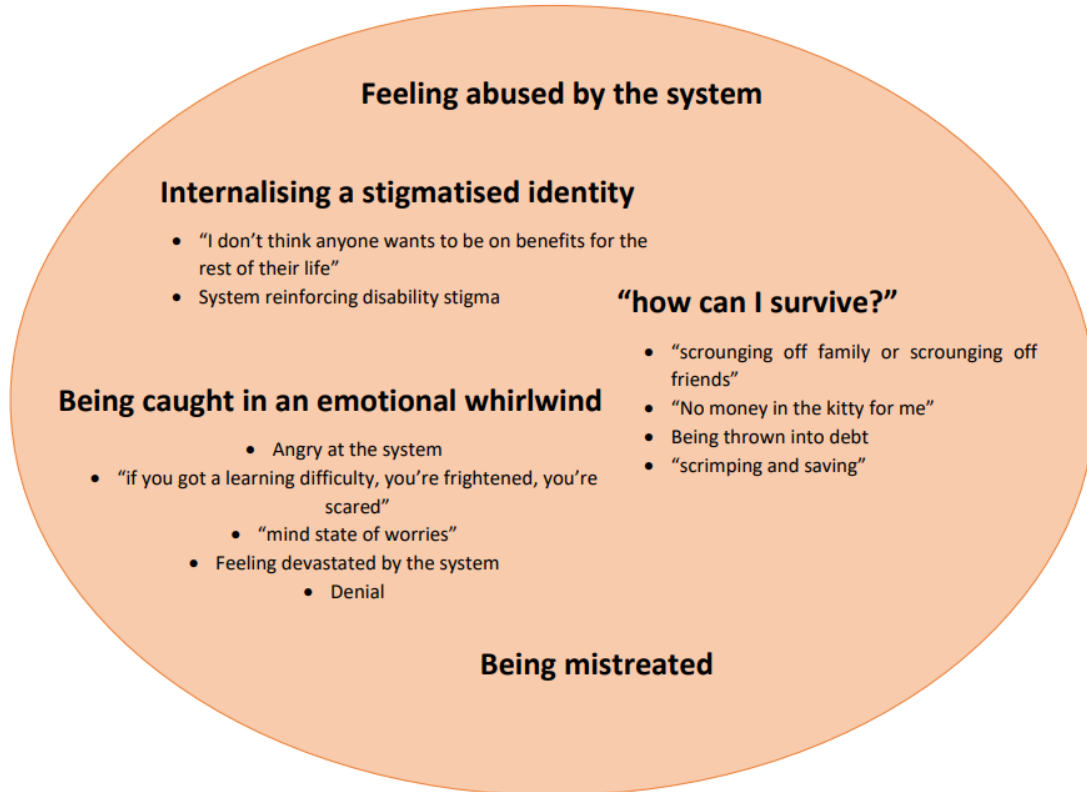 Feeling abused by the system
Internalising a stigmatised identity
• “I don’t think anyone wants to be on benefits for the
rest of their life”
• System reinforcing disability stigma
“how can I survive?”
• “scrounging off family or scrounging off
friends”
• “No money in the kitty for me”
• Being thrown into debt
• “scrimping and saving”
Being caught in an emotional whirlwind
• Angry at the system
• “if you got a learning difficulty, you’re frightened, you’re
scared”
• “mind state of worries”
• Feeling devastated by the system
• Denial
Being mistreated